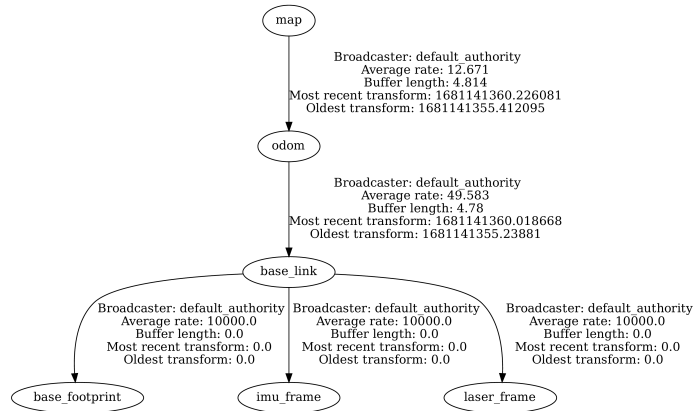 map
Broadcaster: default_authority
Average rate: 12.671
Buffer length: 4.814
Most recent transform: 1681141360.226081
Oldest transform: 1681141355.412095
odom
Broadcaster: default_authority
Average rate: 49.583
Buffer length: 4.78
Most recent transform: 1681141360.018668
Oldest transform: 1681141355.23881
base_link
Broadcaster: default_authority
Average rate: 10000.0
Buffer length: 0.0
Most recent transform: 0.0
Oldest transform: 0.0
Broadcaster: default_authority
Average rate: 10000.0
Buffer length: 0.0
Most recent transform: 0.0
Oldest transform: 0.0
Broadcaster: default_authority
Average rate: 10000.0
Buffer length: 0.0
Most recent transform: 0.0
Oldest transform: 0.0
base_footprint
imu_frame
laser_frame